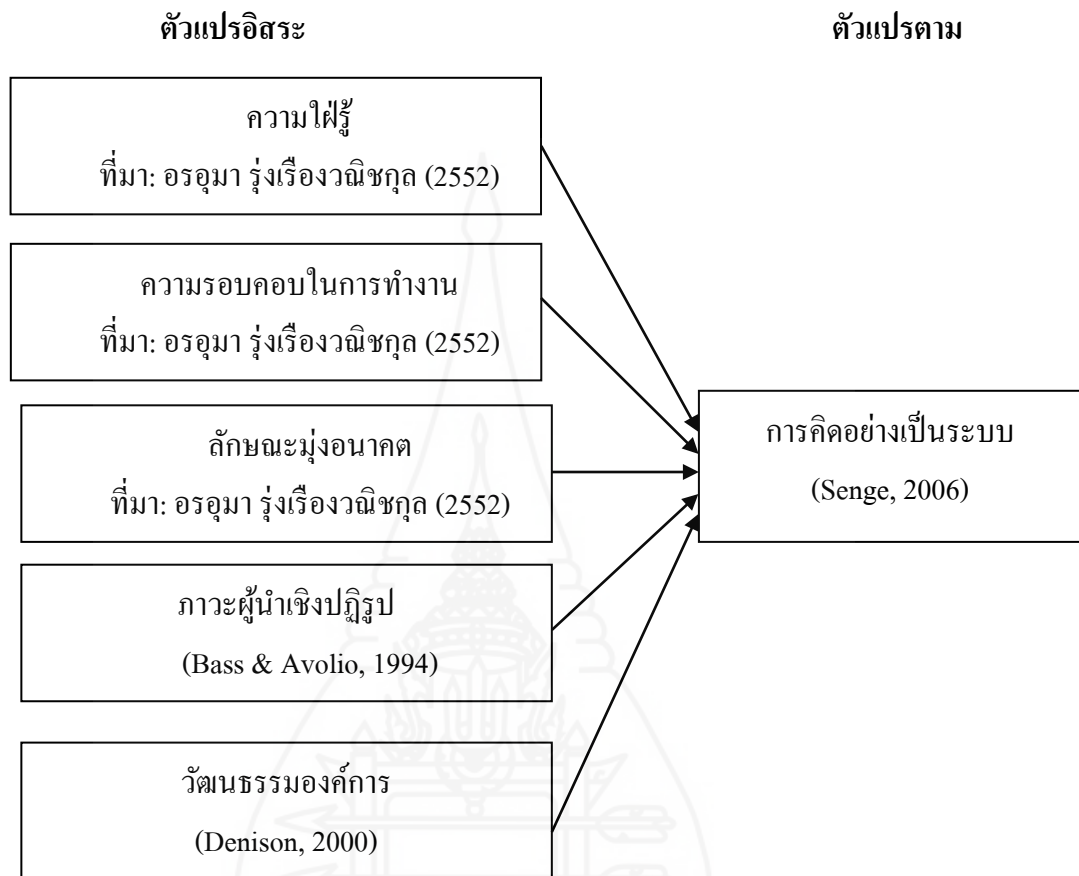 ตัวแปรอิสระ
ตัวแปรตาม
ความใฝ่รู้
ที่มา: อรอุมา รุ่งเรืองวณิชกุล (2552)
ความรอบคอบในการทำงาน
ที่มา: อรอุมา รุ่งเรืองวณิชกุล (2552)
ลักษณะมุ่งอนาคต
ที่มา: อรอุมา รุ่งเรืองวณิชกุล (2552)
ภาวะผู้นำเชิงปฏิรูป
(Bass & Avolio, 1994)
วัฒนธรรมองค์การ
(Denison, 2000)
การคิดอย่างเป็นระบบ
(Senge, 2006)